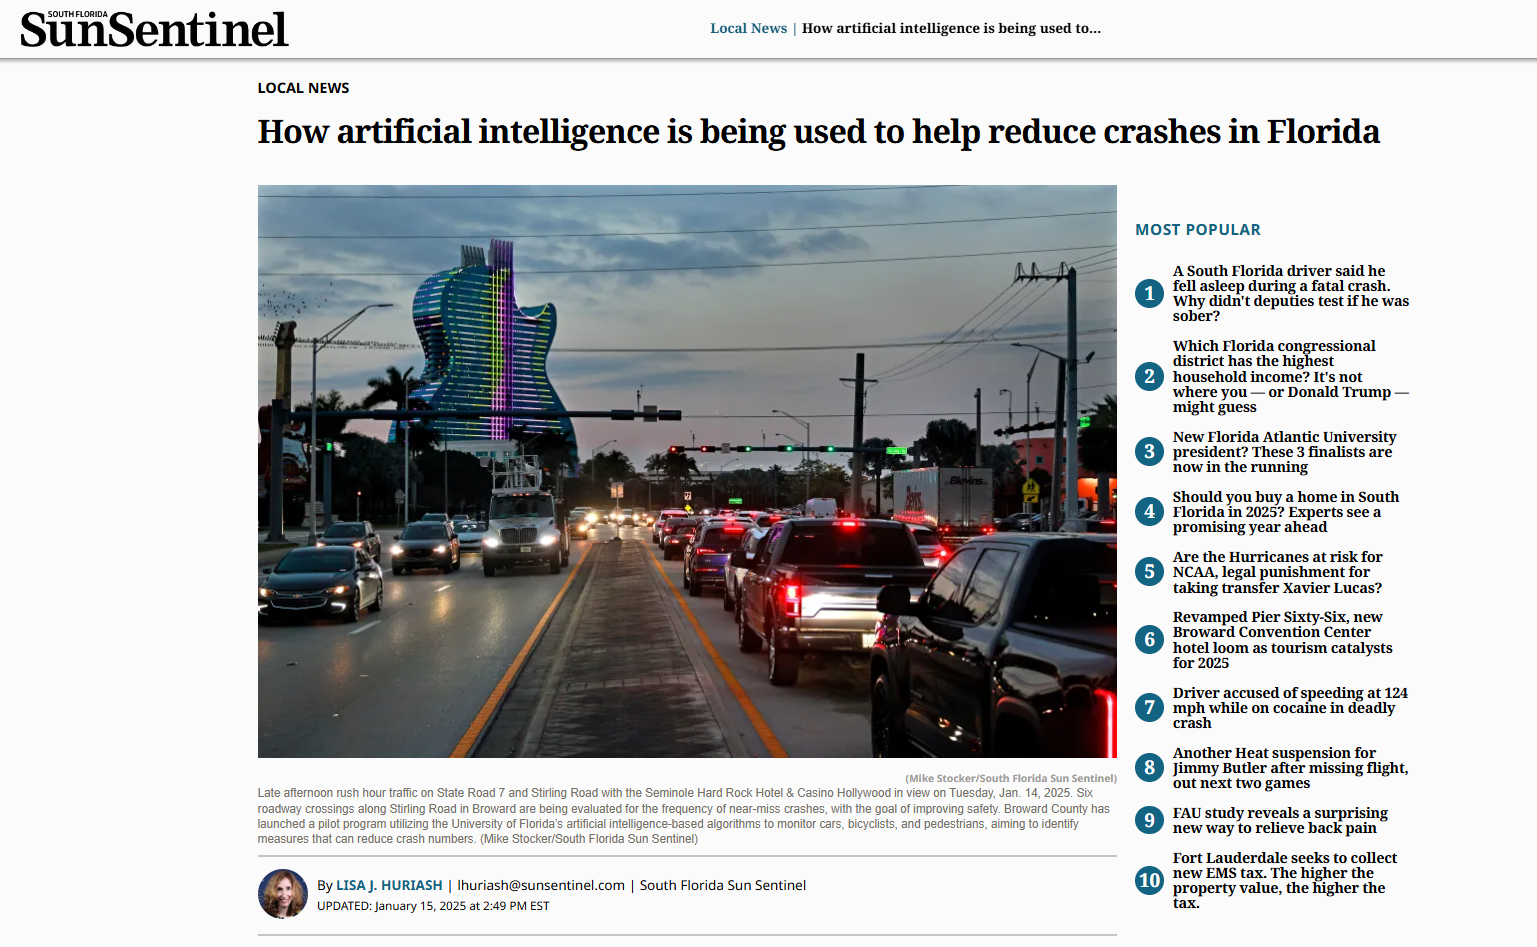 SOUTH FLORIDA
SunSentinel
Local News | How artificial intelligence is being used to...
LOCAL NEWS
How artificial intelligence is being used to help reduce crashes in Florida
Blevins
(Mike Stocker/South Florida Sun Sentinel)
Late afternoon rush hour traffic on State Road 7 and Stirling Road with the Seminole Hard Rock Hotel & Casino Hollywood in view on Tuesday, Jan. 14, 2025. Six
roadway crossings along Stirling Road in Broward are being evaluated for the frequency of near-miss crashes, with the goal of improving safety. Broward County has
launched a pilot program utilizing the University of Florida's artificial intelligence-based algorithms to monitor cars, bicyclists, and pedestrians, aiming to identify
measures that can reduce crash numbers. (Mike Stocker/South Florida Sun Sentinel)
By LISA J. HURIASH | lhuriash@sunsentinel.com | South Florida Sun Sentinel
UPDATED: January 15, 2025 at 2:49 PM EST
MOST POPULAR
1
A South Florida driver said he
fell asleep during a fatal crash.
Why didn't deputies test if he was
sober?
2
Which Florida congressional
district has the highest
household income? It's not
where you — or Donald Trump —
might guess
3
New Florida Atlantic University
president? These 3 finalists are
now in the running
4
Should you buy a home in South
Florida in 2025? Experts see a
promising year ahead
5
Are the Hurricanes at risk for
NCAA, legal punishment for
taking transfer Xavier Lucas?
6
Revamped Pier Sixty-Six, new
Broward Convention Center
hotel loom as tourism catalysts
for 2025
7
Driver accused of speeding at 124
mph while on cocaine in deadly
crash
8
Another Heat suspension for
Jimmy Butler after missing flight,
out next two games
9
FAU study reveals a surprising
new way to relieve back pain
10
Fort Lauderdale seeks to collect
new EMS tax. The higher the
property value, the higher the
tax.